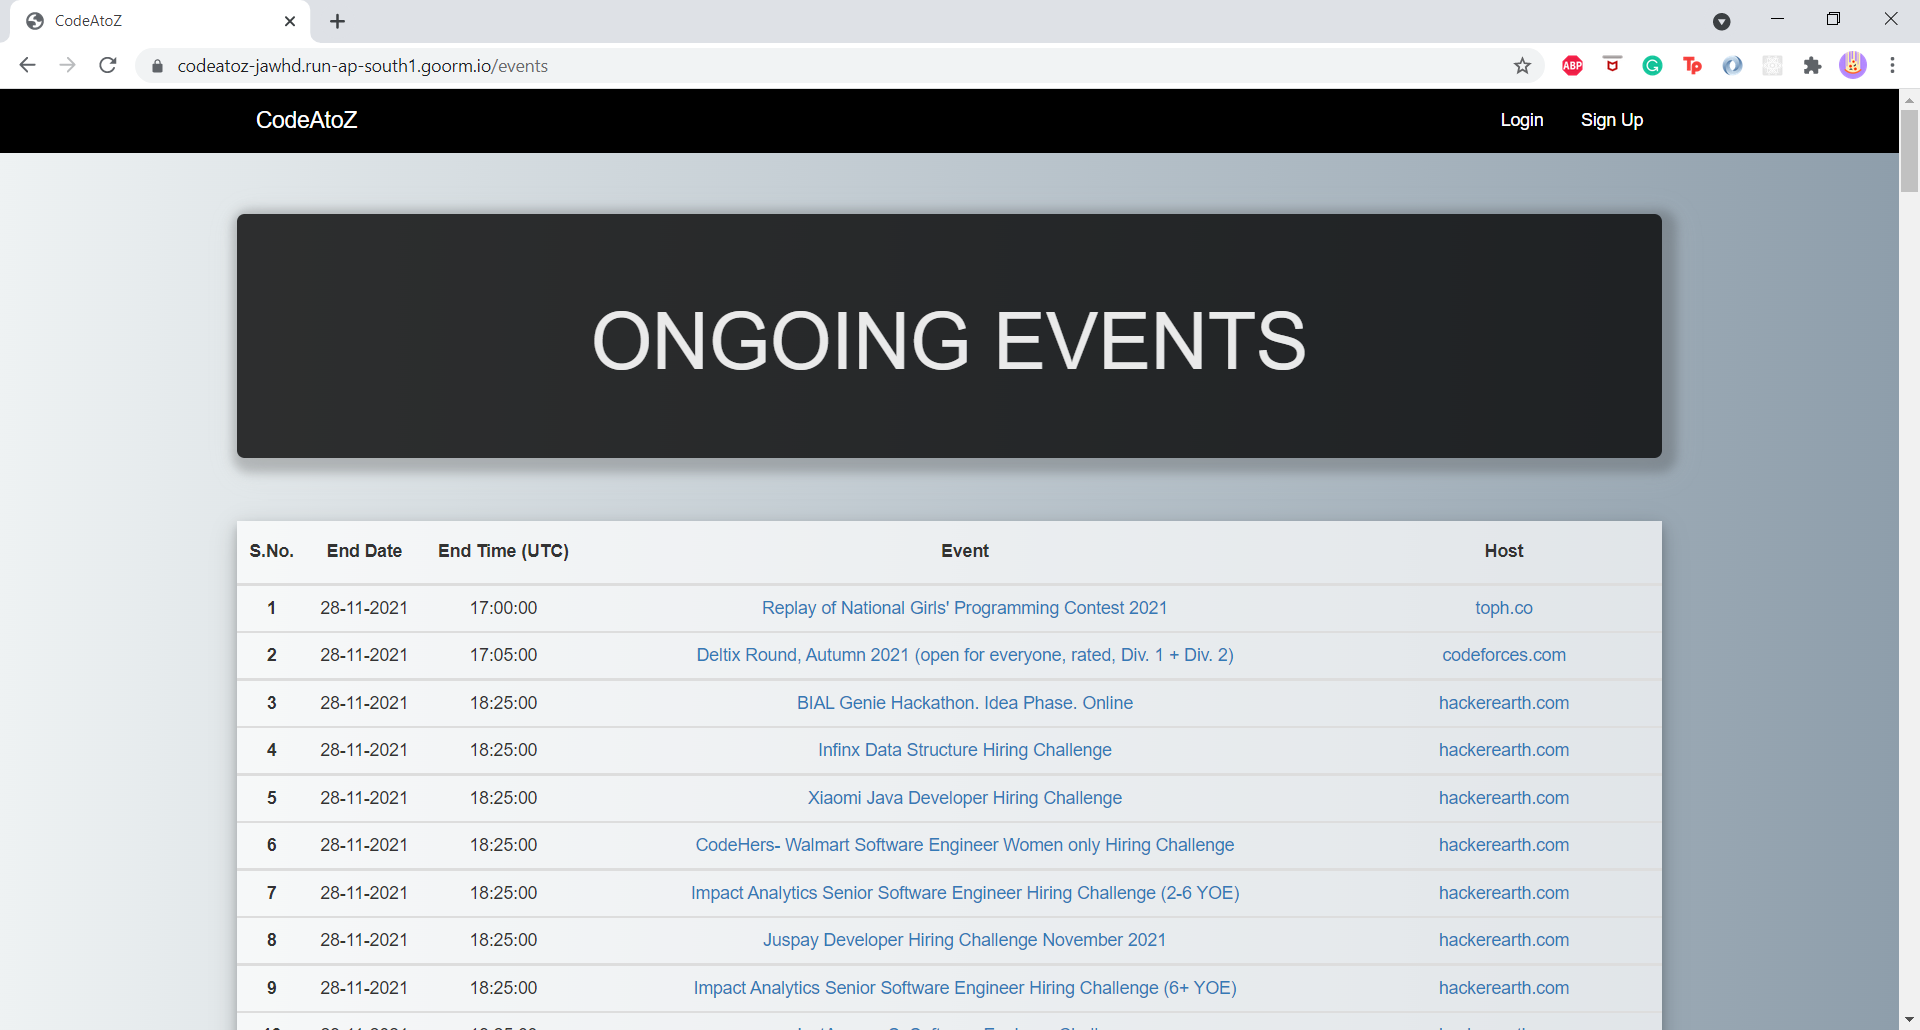 CodeAtoZ
codeatoz-jawhd.run-ap-south1.goorm.io/events
ABP
Tp
CodeAtoZ Login Sign Up
ONGOING EVENTS
S.No. End Date End Time (UTC) Event Host
1 28-11-2021 17:00:00 Replay of National Girls' Programming Contest 2021 toph.co
2 28-11-2021 17:05:00 Deltix Round, Autumn 2021 (open for everyone, rated, Div. 1 + Div. 2) codeforces.com
3 28-11-2021 18:25:00 BIAL Genie Hackathon. Idea Phase. Online hackerearth.com
4 28-11-2021 18:25:00 Infinx Data Structure Hiring Challenge hackerearth.com
5 28-11-2021 18:25:00 Xiaomi Java Developer Hiring Challenge hackerearth.com
6 28-11-2021 18:25:00 CodeHers- Walmart Software Engineer Women only Hiring Challenge hackerearth.com
7 28-11-2021 18:25:00 Impact Analytics Senior Software Engineer Hiring Challenge (2-6 YOE) hackerearth.com
8 28-11-2021 18:25:00 Juspay Developer Hiring Challenge November 2021 hackerearth.com
9 28-11-2021 18:25:00 Impact Analytics Senior Software Engineer Hiring Challenge (6+ YOE) hackerearth.com